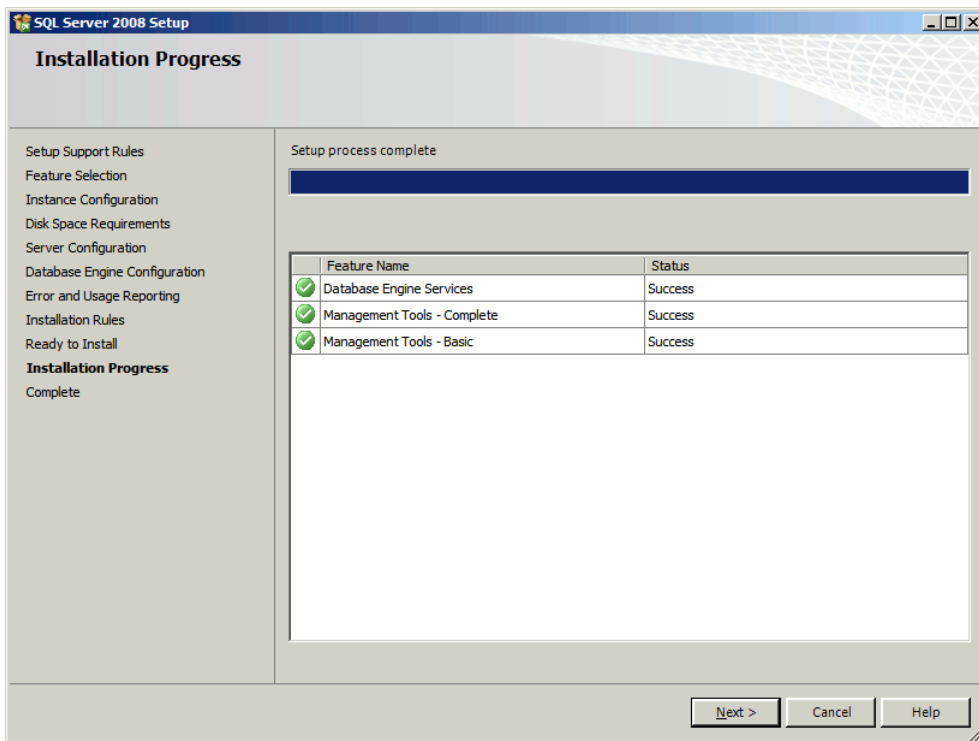 SQL Server 2008 Setup
Installation Progress
Setup Support Rules
Feature Selection
Instance Configuration
Disk Space Requirements
Server Configuration
Database Engine Configuration
Error and Usage Reporting
Installation Rules
Ready to Install
Installation Progress
Complete
Setup process complete
Feature Name Status
Database Engine Services Success
Management Tools - Complete Success
Management Tools - Basic Success
Next > Cancel Help